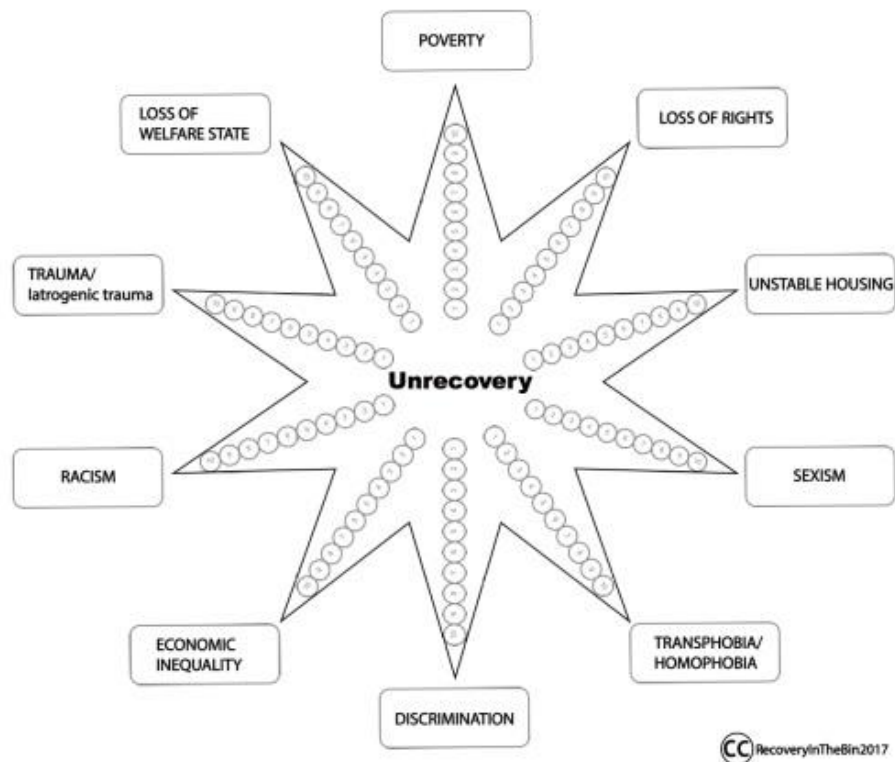 POVERTY
LOSS OF
WELFARE STATE
LOSS OF RIGHTS
TRAUMA/
Iatrogenic trauma
UNSTABLE HOUSING
Unrecovery
RACISM
SEXISM
ECONOMIC
INEQUALITY
TRANSPHOBIA/
HOMOPHOBIA
DISCRIMINATION
CC RecoveryInTheBin2017